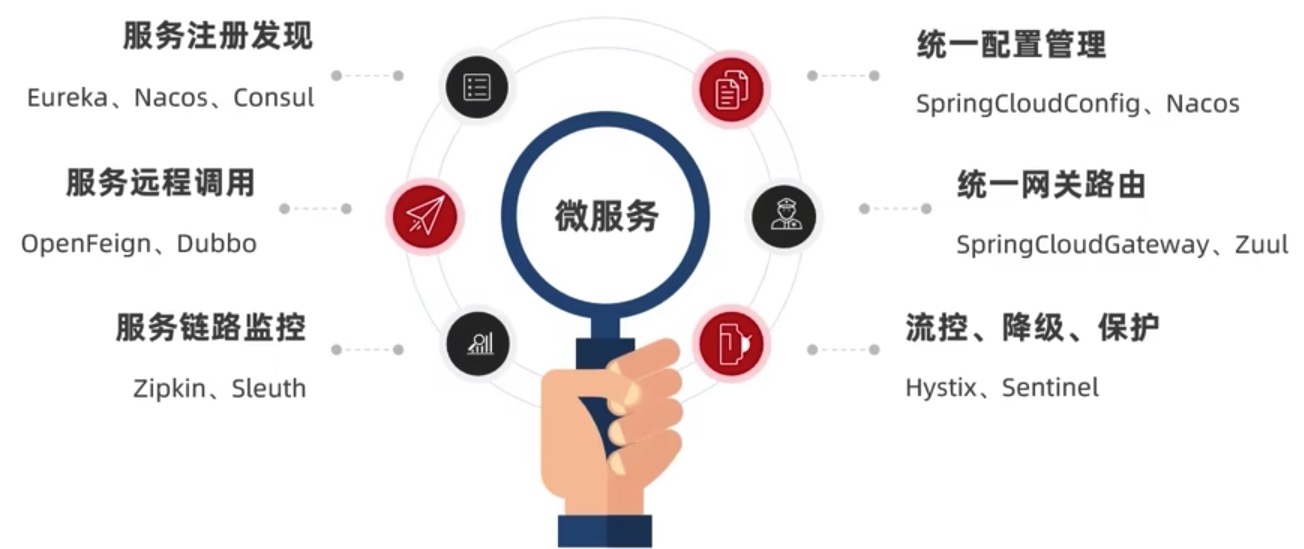 服务注册发现
Eureka、Nacos、Consul
服务远程调用
OpenFeign、Dubbo
服务链路监控
Zipkin、Sleuth
微服务
统一配置管理
SpringCloudConfig、Nacos
统一网关路由
SpringCloudGateway、Zuul
流控、降级、保护
Hystix、Sentinel